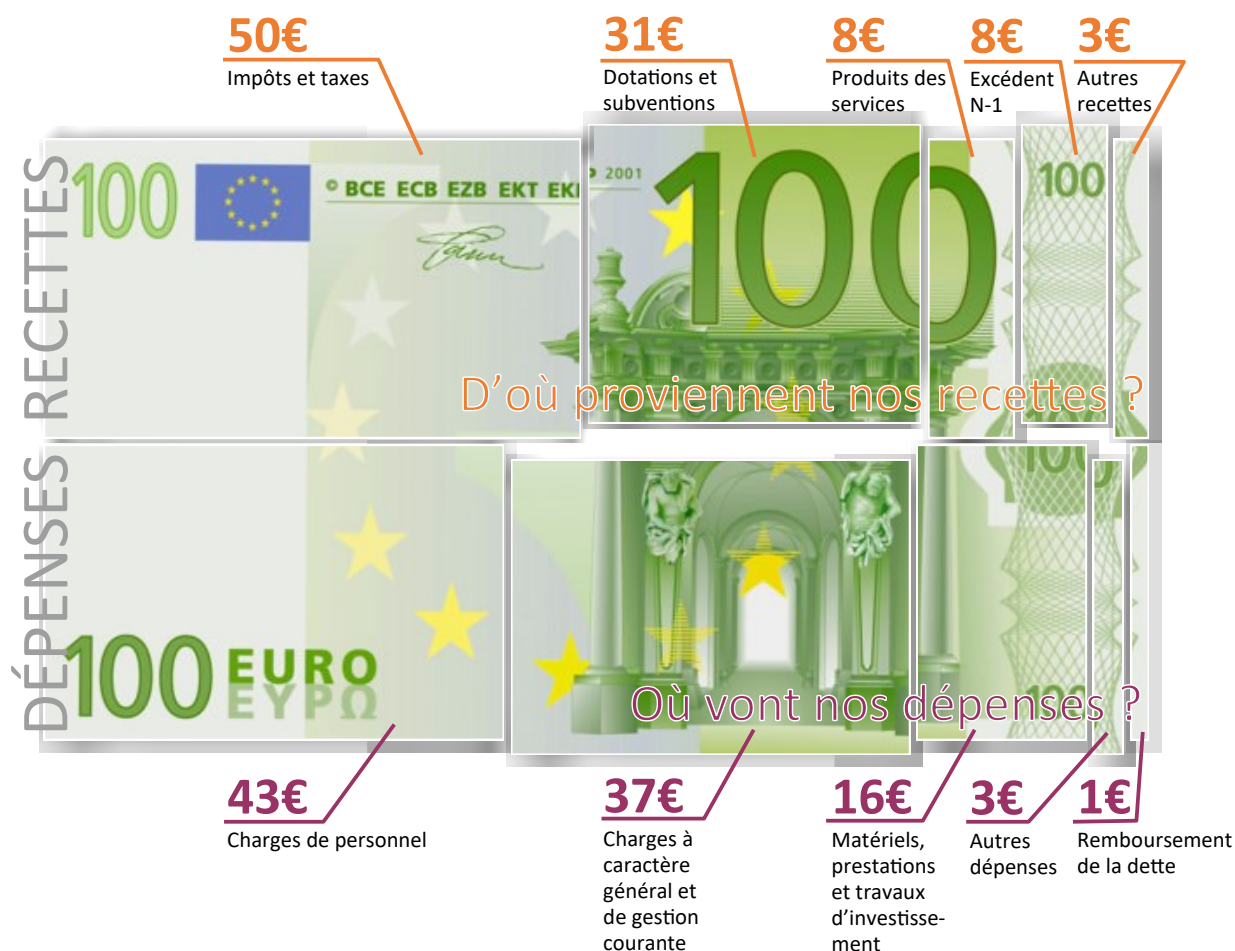 50€
Impôts et taxes
31€
Dotations et
subventions
8€
Produits des
services
8€
Excédent
N-1
3€
Autres
recettes
RECETTES
100
© BCE ECB EZB EKT EK
2001
100
100
D’où proviennent nos recettes ?
DÉPENSES
100
100 EURO
ΕΥΡΩ
100
Où vont nos dépenses ?
43€
Charges de personnel
37€
Charges à
caractère
général et
de gestion
courante
16€
Matériels,
prestations
et travaux
d’investisse-
ment
3€
Autres
dépenses
1€
Remboursement
de la dette